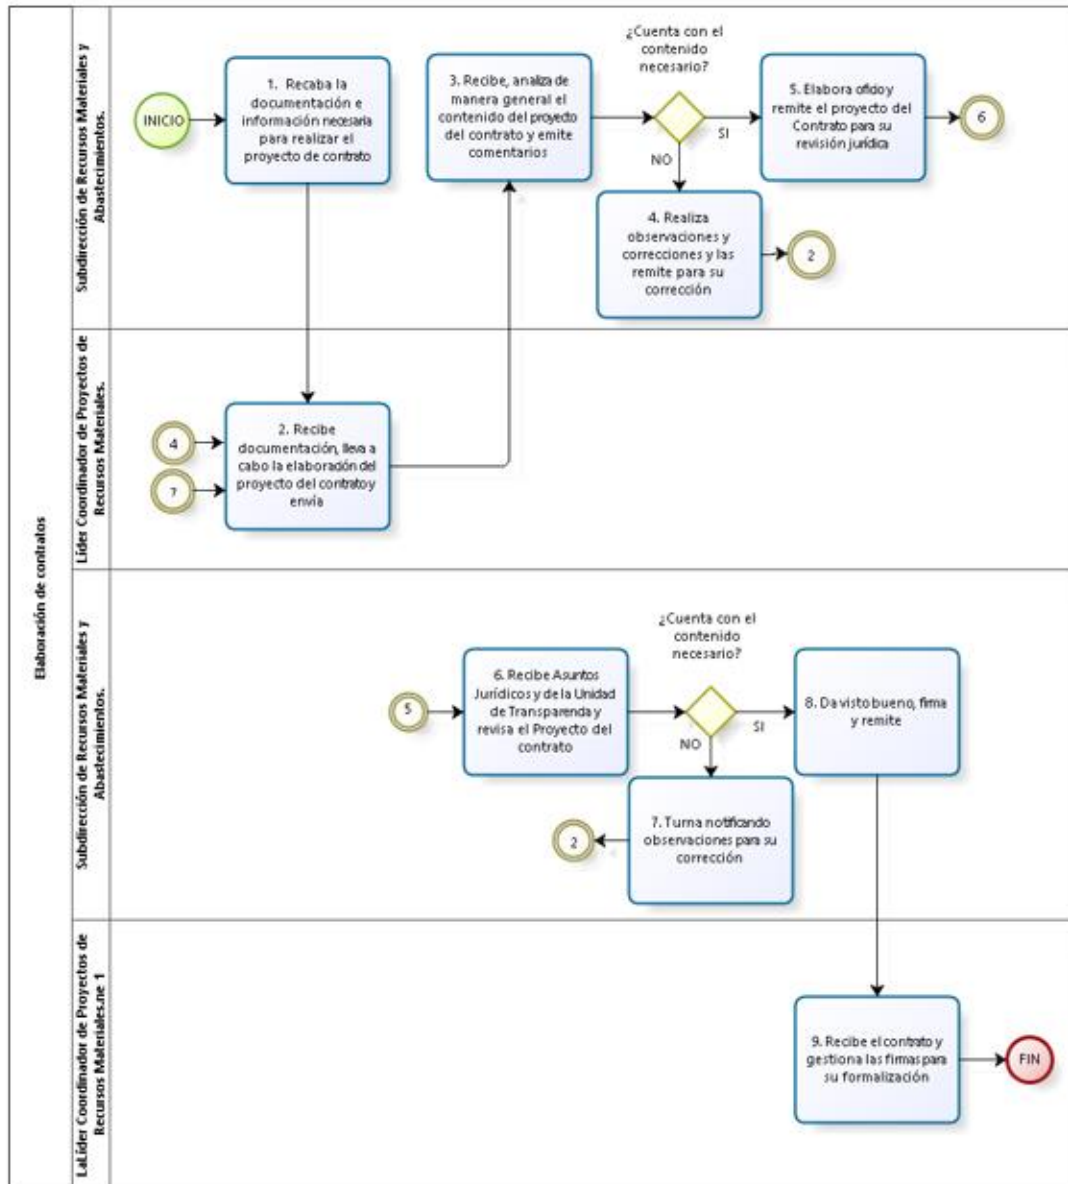 Elaboración de contratos
Subdirección de Recursos Materiales y
Abastecimientos.
INICIO
1. Recaba la
documentación e
información necesaria
para realizar el
proyecto de contrato
3. Recibe, analiza de
manera general el
contenido del proyecto
del contrato y emite
comentarios
¿Cuenta con el
contenido
necesario?
SI
NO
5. Elabora oficio y
remite el proyecto del
Contrato para su
revisión jurídica
6
4. Realiza
observaciones y
correcciones y las
remite para su
corrección
2
Líder Coordinador de Proyectos de
Recursos Materiales.
4
7
2. Recibe
documentación, lleva a
cabo la elaboración del
proyecto del contrato y
envía
Subdirección de Recursos Materiales y
Abastecimientos.
5
6. Recibe Asuntos
Jurídicos y de la Unidad
de Transparencia y
revisa el Proyecto del
contrato
¿Cuenta con el
contenido
necesario?
SI
NO
8. Da visto bueno, firma
y remite
7. Turna notificando
observaciones para su
corrección
2
LaLíder Coordinador de Proyectos de
Recursos Materiales.ne 1
9. Recibe el contrato y
gestiona las firmas para
su formalización
FIN